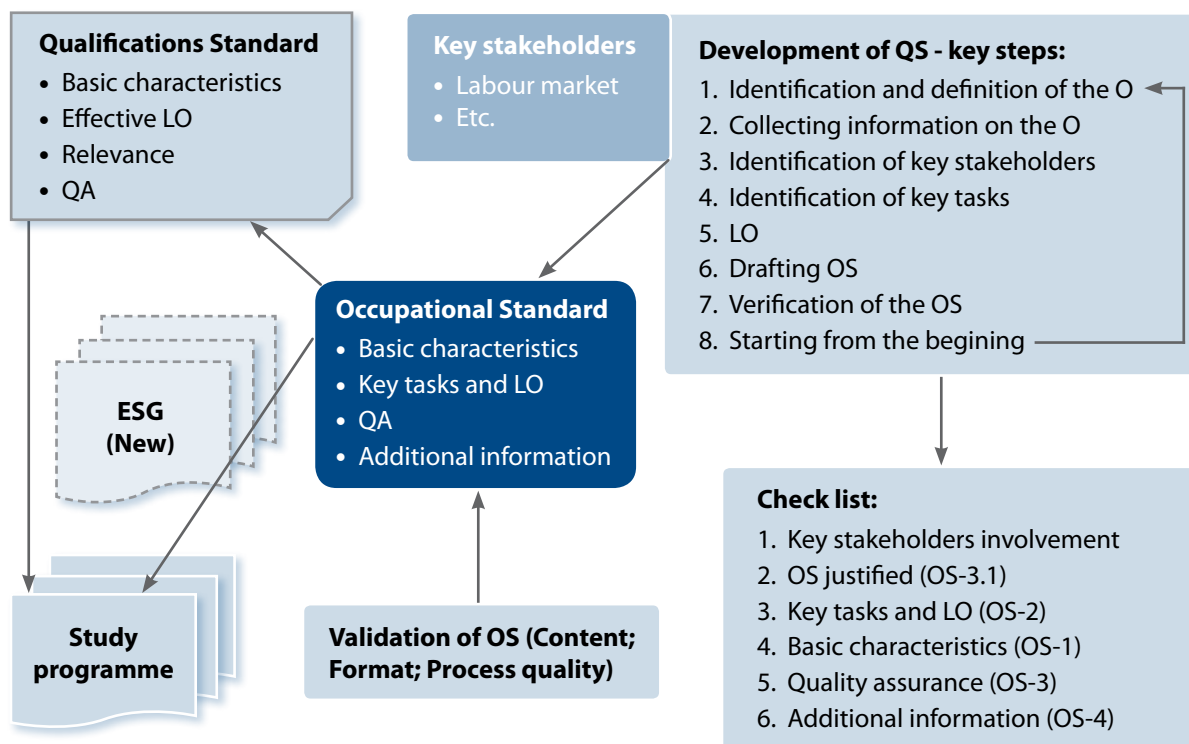 Qualifications Standard
• Basic characteristics
• Effective LO
• Relevance
• QA
Key stakeholders
• Labour market
• Etc.
Development of QS - key steps:
1. Identification and definition of the O
2. Collecting information on the O
3. Identification of key stakeholders
4. Identification of key tasks
5. LO
6. Drafting OS
7. Verification of the OS
8. Starting from the begining
Occupational Standard
• Basic characteristics
• Key tasks and LO
• QA
• Additional information
ESG
(New)
Study
programme
Validation of OS (Content;
Format; Process quality)
Check list:
1. Key stakeholders involvement
2. OS justified (OS-3.1)
3. Key tasks and LO (OS-2)
4. Basic characteristics (OS-1)
5. Quality assurance (OS-3)
6. Additional information (OS-4)